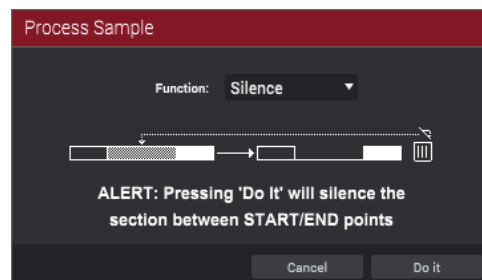 Process Sample
Function: Silence
ALERT: Pressing 'Do It' will silence the
section between START/END points
Cancel Do it